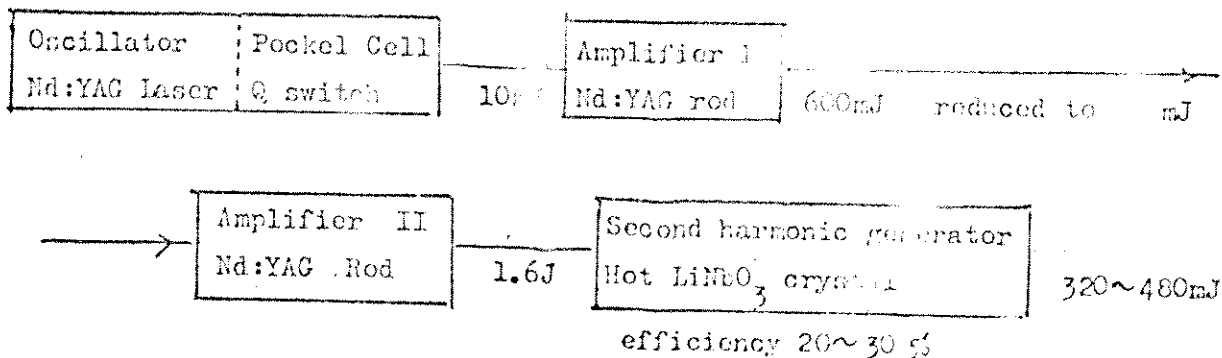 Oscillator Pockel Cell
Nd:YAG Laser Q switch
Amplifier I
Nd:YAG rod
600mJ reduced to mJ
Amplifier II
Nd:YAG Rod
1.6J
Second harmonic generator
Hot LiNbO3 crystal
320~480mJ
efficiency 20~30 %